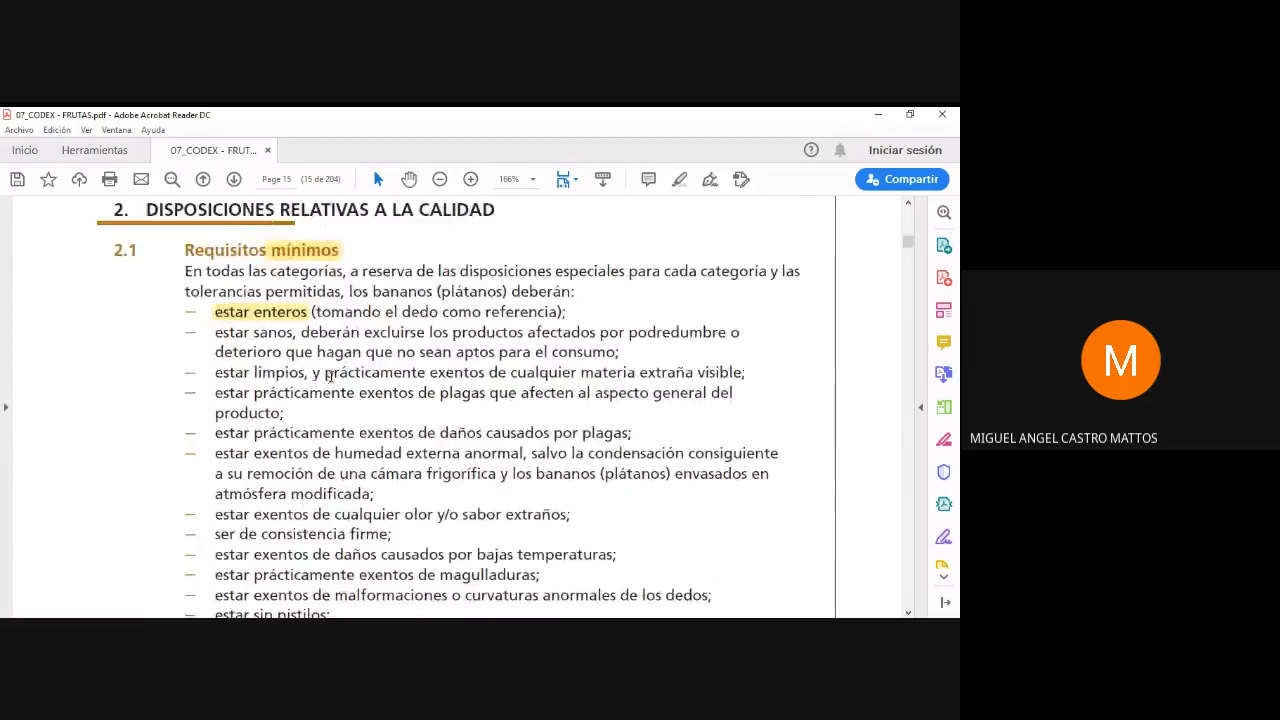 07_CODEX - FRUTAS.pdf - Adobe Acrobat Reader DC
Archivo Edición Ver Ventana Ayuda
Inicio Herramientas 07_CODEX - FRUT... × Iniciar sesión
Page 15 (15 de 204) 166% Compartir
2. DISPOSICIONES RELATIVAS A LA CALIDAD
2.1 Requisitos mínimos
En todas las categorías, a reserva de las disposiciones especiales para cada categoría y las
tolerancias permitidas, los bananos (plátanos) deberán:
— estar enteros (tomando el dedo como referencia);
— estar sanos, deberán excluirse los productos afectados por podredumbre o
deterioro que hagan que no sean aptos para el consumo;
— estar limpios, y prácticamente exentos de cualquier materia extraña visible;
— estar prácticamente exentos de plagas que afecten al aspecto general del
producto;
— estar prácticamente exentos de daños causados por plagas;
— estar exentos de humedad externa anormal, salvo la condensación consiguiente
a su remoción de una cámara frigorífica y los bananos (plátanos) envasados en
atmósfera modificada;
— estar exentos de cualquier olor y/o sabor extraños;
— ser de consistencia firme;
— estar exentos de daños causados por bajas temperaturas;
— estar prácticamente exentos de magulladuras;
— estar exentos de malformaciones o curvaturas anormales de los dedos;
— estar sin pistilos;
M
MIGUEL ANGEL CASTRO MATTOS